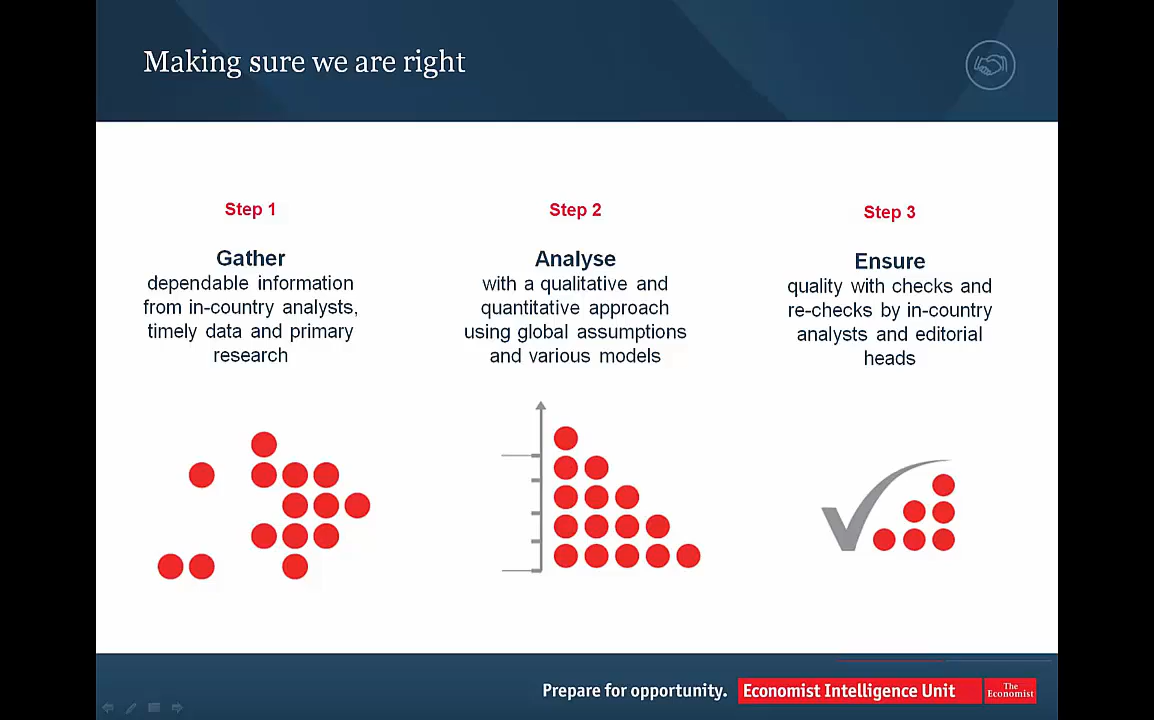 Making sure we are right
Step 1
Gather
dependable information
from in-country analysts,
timely data and primary
research
Step 2
Analyse
with a qualitative and
quantitative approach
using global assumptions
and various models
Step 3
Ensure
quality with checks and
re-checks by in-country
analysts and editorial
heads
Prepare for opportunity.
Economist Intelligence Unit
The
Economist